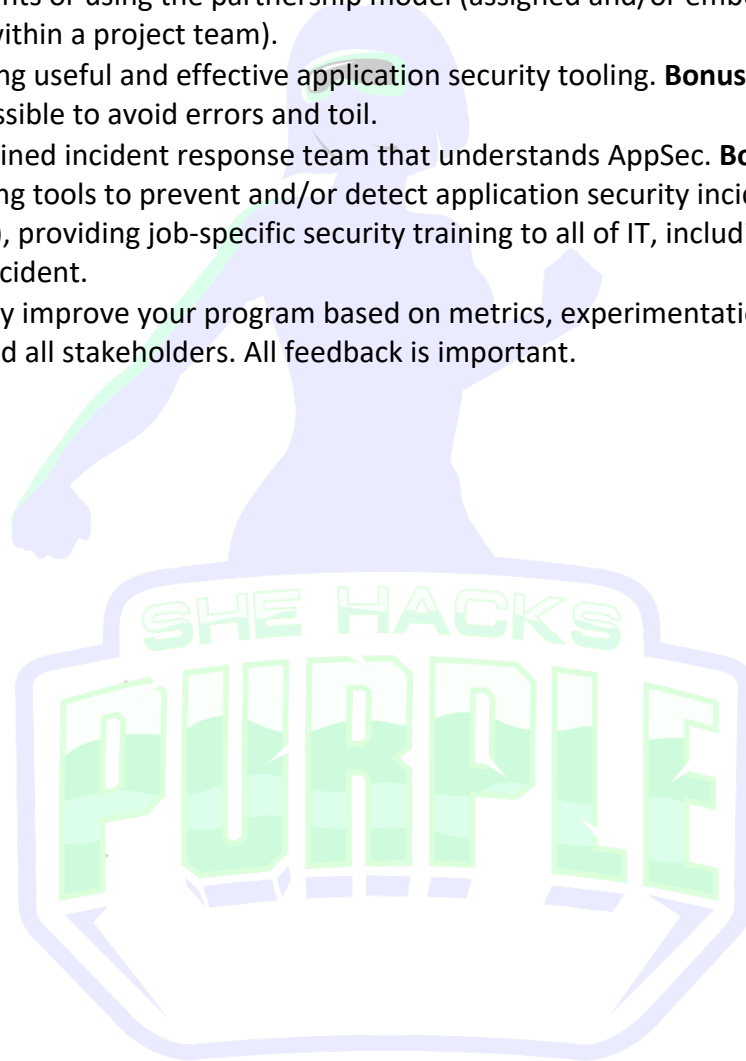 nts or using the partnership model (assigned and/or emb
within a project team).
ng useful and effective application security tooling. Bonus
ssible to avoid errors and toil.
ined incident response team that understands AppSec. Bo
ng tools to prevent and/or detect application security inci
), providing job-specific security training to all of IT, includi
cident.
y improve your program based on metrics, experimentatio
d all stakeholders. All feedback is important.
SHE HACKS
PURPLE